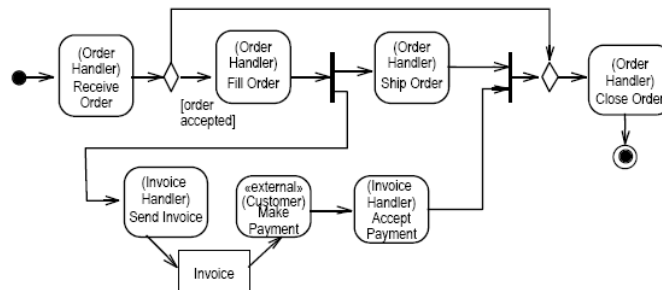 (Order
Handler)
Receive
Order
[order
accepted]
(Order
Handler)
Fill Order
(Order
Handler)
Ship Order
(Order
Handler)
Close Order
(Invoice
Handler)
Send Invoice
Invoice
«external»
(Customer)
Make
Payment
(Invoice
Handler)
Accept
Payment